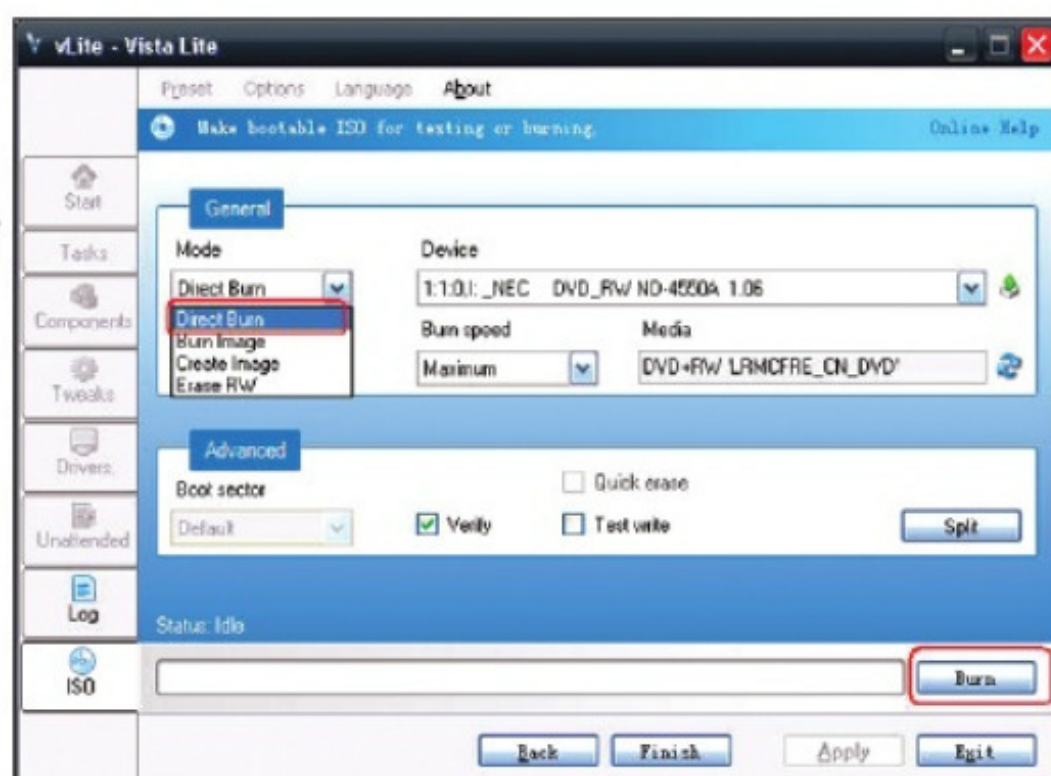 vLite - Vista Lite
Preset Options Language About
Make bootable ISO for testing or burning. Online Help
Start
General
Tasks
Mode Device
Direct Burn 1:1:0,I: _NEC DVD_RW ND-4550A 1.06
Components
Direct Burn
Burn Image
Create Image
Erase RW
Burn speed Media
Maximum DVD+RW 'LRMCFRE_CN_DVD'
Tweaks
Drivers
Advanced
Boot sector Quick erase
Default Verify Test write Split
Unattended
Log
Status: Idle
ISO
Burn
Back Finish Apply Exit